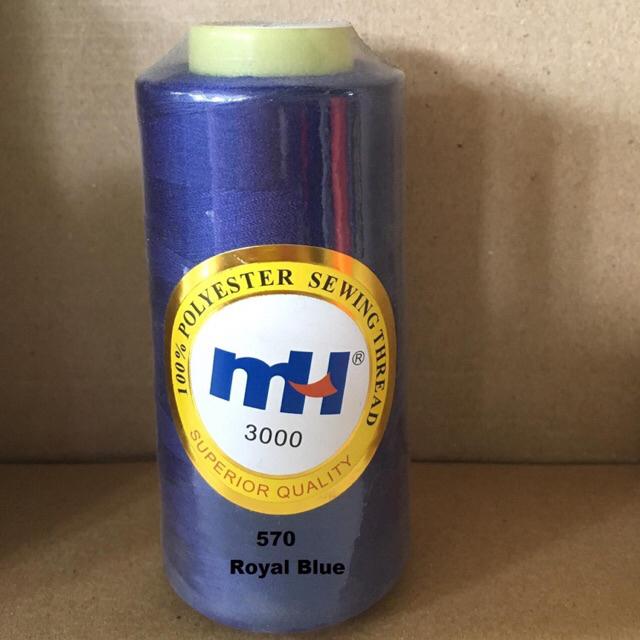 100% POLYESTER SEWING THREAD
mH®
3000
SUPERIOR QUALITY
570
Royal Blue